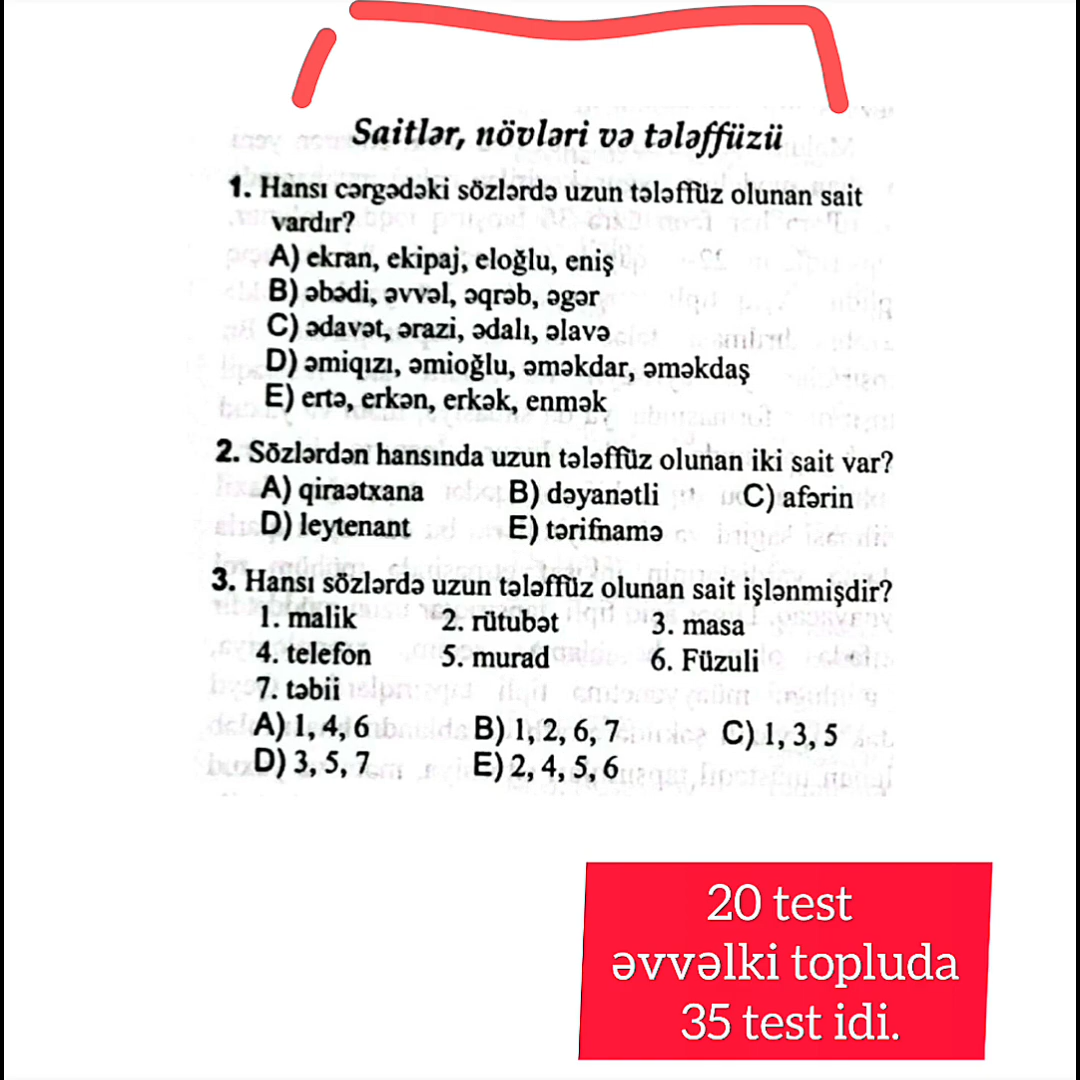 Saitlər, növləri və tələffüzü
1. Hansı cərgədəki sözlərdə uzun tələffüz olunan sait
vardır?
A) ekran, ekipaj, eloğlu, eniş
B) əbədi, əvvəl, əqrəb, əgər
C) ədavət, ərazi, ədalı, əlavə
D) əmiqızı, əmioğlu, əməkdar, əməkdaş
E) ertə, erkən, erkək, enmək
2. Sözlərdən hansında uzun tələffüz olunan iki sait var?
A) qiraətxana B) dəyanətli C) afərin
D) leytenant E) tərifnamə
3. Hansı sözlərdə uzun tələffüz olunan sait işlənmişdir?
1. malik 2. rütubət 3. masa
4. telefon 5. murad 6. Füzuli
7. təbii
A) 1, 4, 6 B) 1, 2, 6, 7 C) 1, 3, 5
D) 3, 5, 7 E) 2, 4, 5, 6
20 test
əvvəlki topluda
35 test idi.